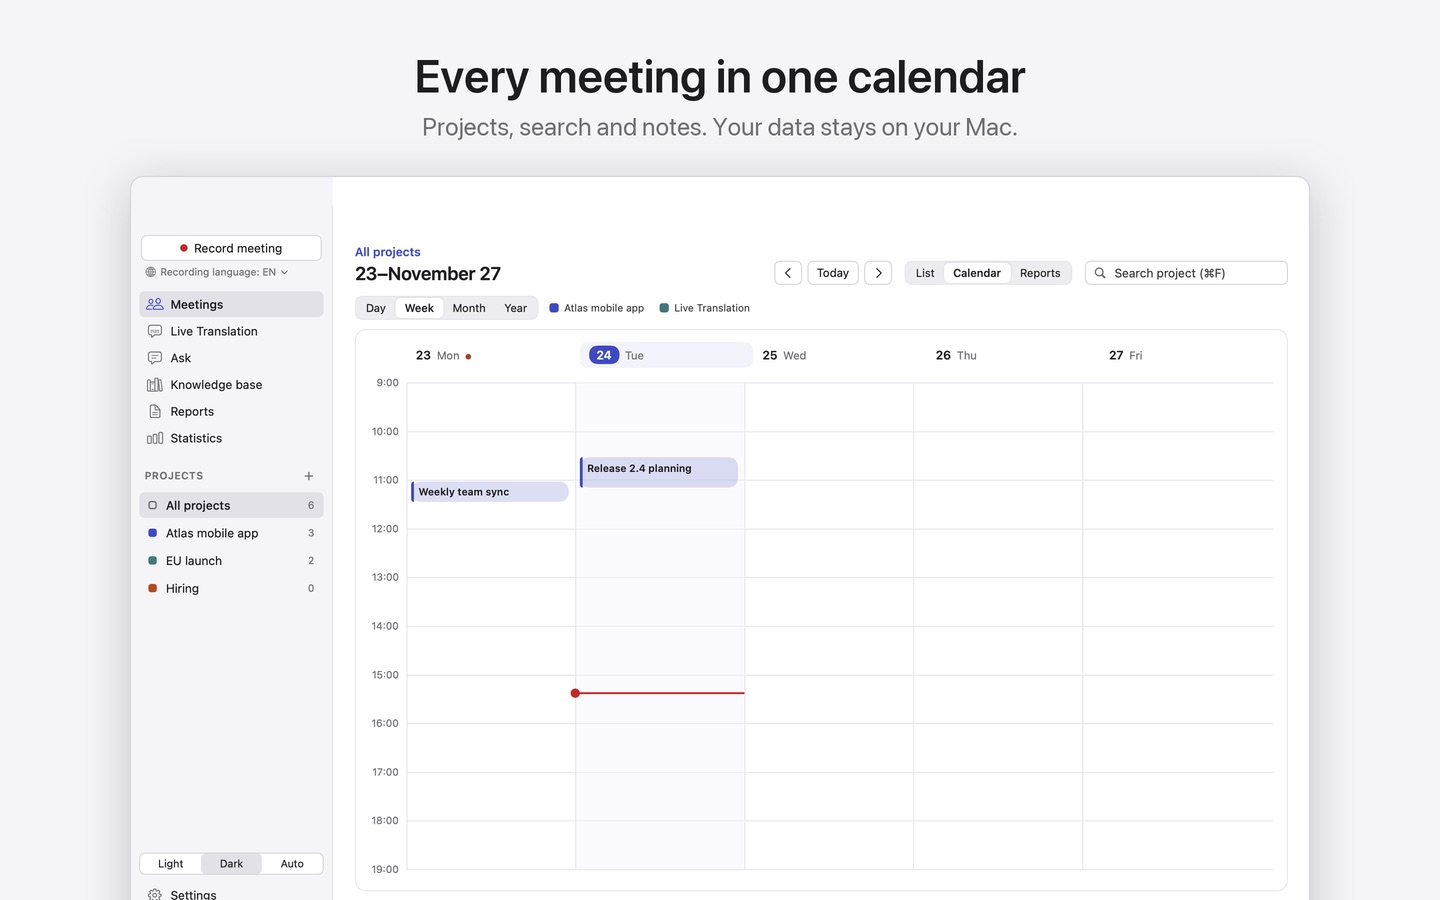 Every meeting in one calendar
Projects, search and notes. Your data stays on your Mac.
Record meeting
Recording language: EN
Meetings
Live Translation
Ask
Knowledge base
Reports
Statistics
PROJECTS +
All projects 6
Atlas mobile app 3
EU launch 2
Hiring 0
Light Dark Auto
Settings
All projects
23–November 27
Today
List Calendar Reports
Search project (⌘F)
Day Week Month Year
Atlas mobile app Live Translation
23 Mon 24 Tue 25 Wed 26 Thu 27 Fri
9:00
10:00
Release 2.4 planning
11:00
Weekly team sync
12:00
13:00
14:00
15:00
16:00
17:00
18:00
19:00